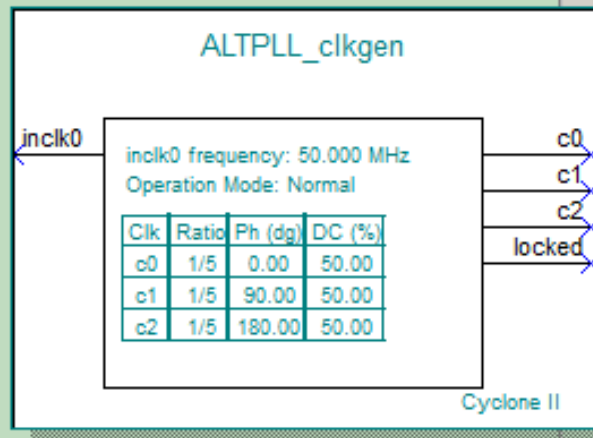 ALTPLL_clkgen
inclk0
c0
inclk0 frequency: 50.000 MHz
c1
Operation Mode: Normal
c2
Clk Ratio Ph (dg) DC (%)
locked
c0 1/5 0.00 50.00
c1 1/5 90.00 50.00
c2 1/5 180.00 50.00
Cyclone II